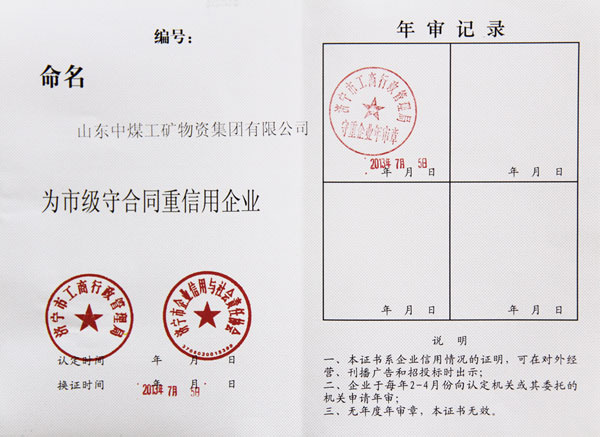 编号：
命名
山东中煤工矿物资集团有限公司
为市级守合同重信用企业
济宁市工商行政管理局
济宁市企业信用与社会责任协会
认定时间 年 月 日
换证时间 年 月 日
2013年 7月 5日
年审记录
济宁市工商行政管理局
守重企业年审章
2013年 7月 5日
年 月 日
年 月 日
年 月 日
年 月 日
说 明
一、本证书系企业信用情况的证明，可在对外经
营、刊播广告和招投标时出示；
二、企业于每年2-4月份向认定机关或其委托的
机关申请年审；
三、无年度年审章，本证书无效。